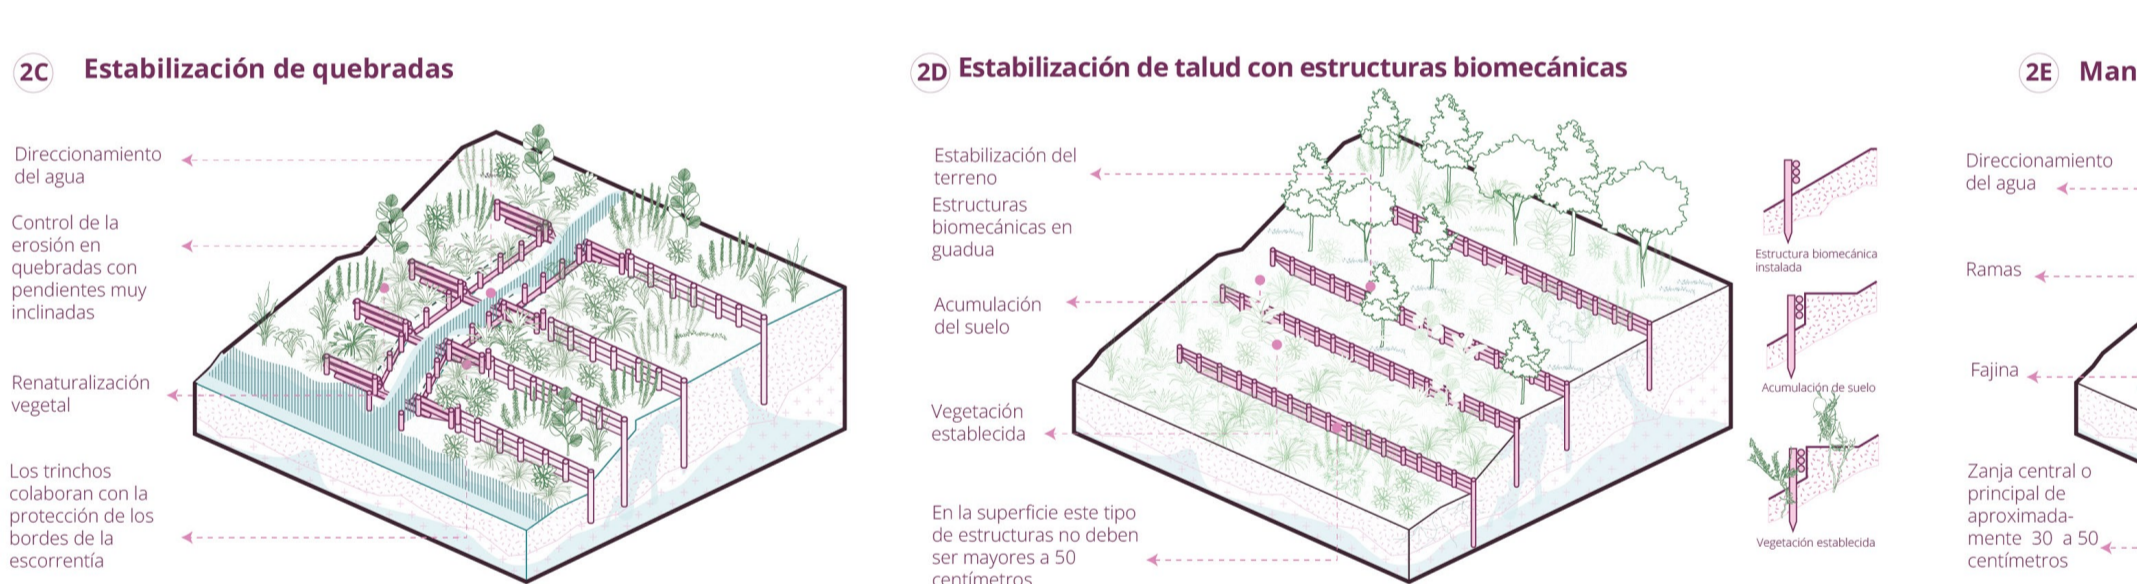 2C Estabilización de quebradas
Direccionamiento
del agua
Control de la
erosión en
quebradas con
pendientes muy
inclinadas
Renaturalización
vegetal
Los trinchos
colaboran con la
protección de los
bordes de la
escorrentía
2D Estabilización de talud con estructuras biomecánicas
Estabilización del
terreno
Estructuras
biomecánicas en
guadua
Acumulación
del suelo
Vegetación
establecida
En la superficie este tipo
de estructuras no deben
ser mayores a 50
centímetros
Estructura biomecánica
instalada
Acumulación de suelo
Vegetación establecida
2E Man
Direccionamiento
del agua
Ramas
Fajina
Zanja central o
principal de
aproximada-
mente 30 a 50
centímetros